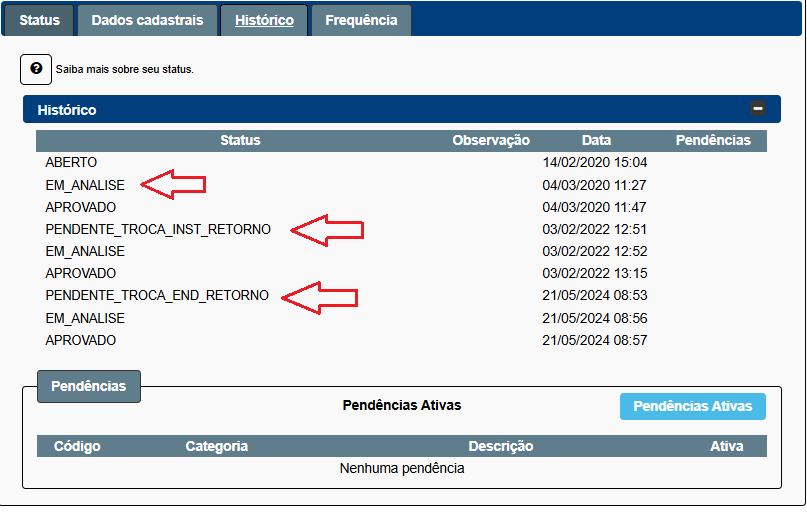 Status Dados cadastrais Histórico Frequência
? Saiba mais sobre seu status.
Histórico
Status Observação Data Pendências
ABERTO 14/02/2020 15:04
EM_ANALISE 04/03/2020 11:27
APROVADO 04/03/2020 11:47
PENDENTE_TROCA_INST_RETORNO 03/02/2022 12:51
EM_ANALISE 03/02/2022 12:52
APROVADO 03/02/2022 13:15
PENDENTE_TROCA_END_RETORNO 21/05/2024 08:53
EM_ANALISE 21/05/2024 08:56
APROVADO 21/05/2024 08:57
Pendências
Pendências Ativas Pendências Ativas
Código Categoria Descrição Ativa
Nenhuma pendência